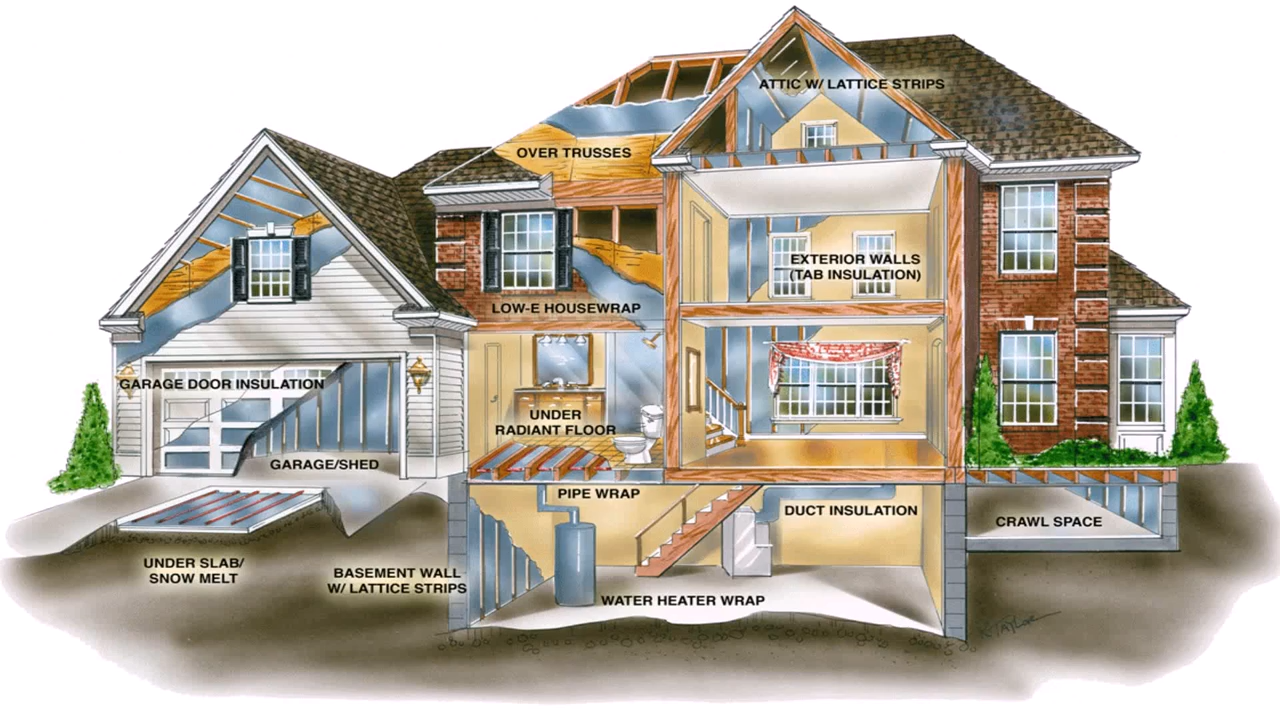 ATTIC W/ LATTICE STRIPS
OVER TRUSSES
EXTERIOR WALLS
(TAB INSULATION)
LOW-E HOUSEWRAP
GARAGE DOOR INSULATION
UNDER
RADIANT FLOOR
GARAGE/SHED
PIPE WRAP
DUCT INSULATION
CRAWL SPACE
UNDER SLAB/
SNOW MELT
BASEMENT WALL
W/ LATTICE STRIPS
WATER HEATER WRAP